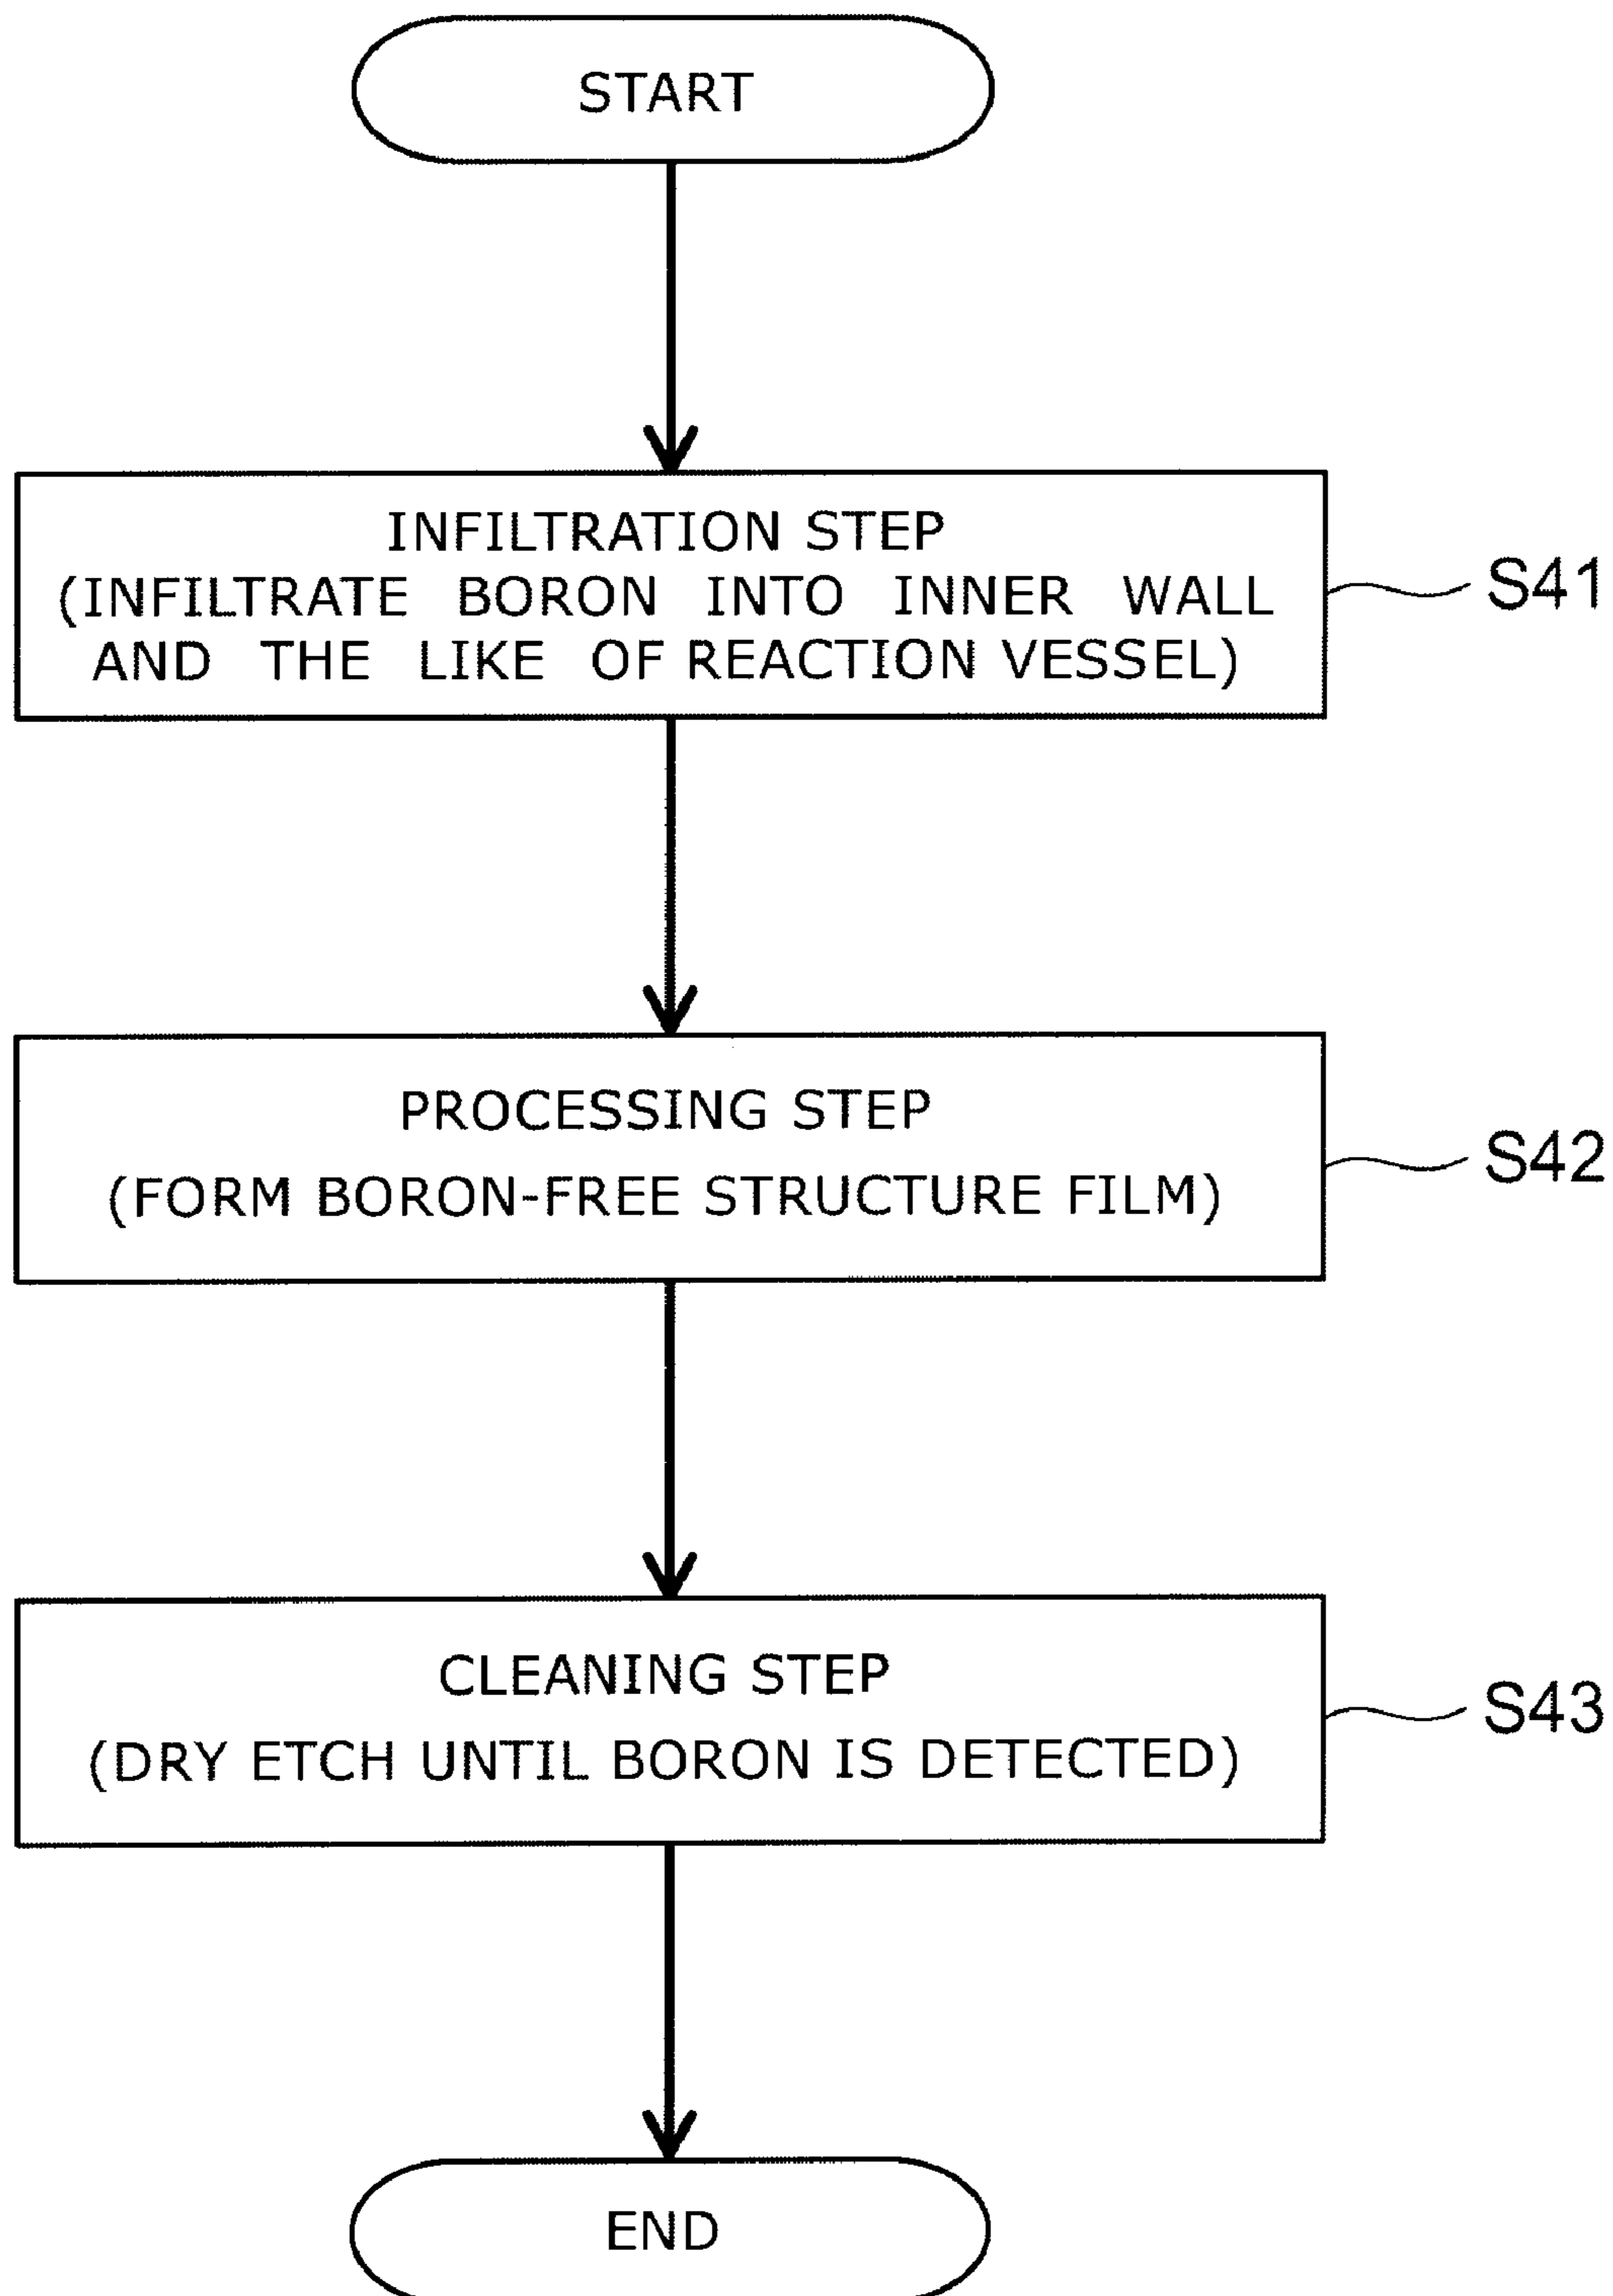 START
INFILTRATION STEP
(INFILTRATE BORON INTO INNER WALL
AND THE LIKE OF REACTION VESSEL)
S41
PROCESSING STEP
(FORM BORON-FREE STRUCTURE FILM)
S42
CLEANING STEP
(DRY ETCH UNTIL BORON IS DETECTED)
S43
END